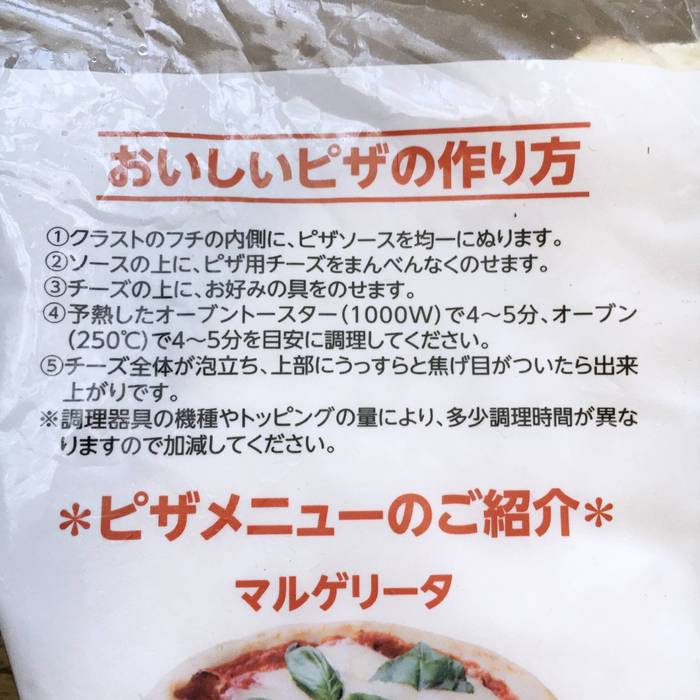 おいしいピザの作り方
①クラストのフチの内側に、ピザソースを均一にぬります。
②ソースの上に、ピザ用チーズをまんべんなくのせます。
③チーズの上に、お好みの具をのせます。
④予熱したオーブントースター(1000W)で4〜5分、オーブン
(250℃)で4〜5分を目安に調理してください。
⑤チーズ全体が泡立ち、上部にうっすらと焦げ目がついたら出来
上がりです。
※調理器具の機種やトッピングの量により、多少調理時間が異な
りますので加減してください。
*ピザメニューのご紹介*
マルゲリータ